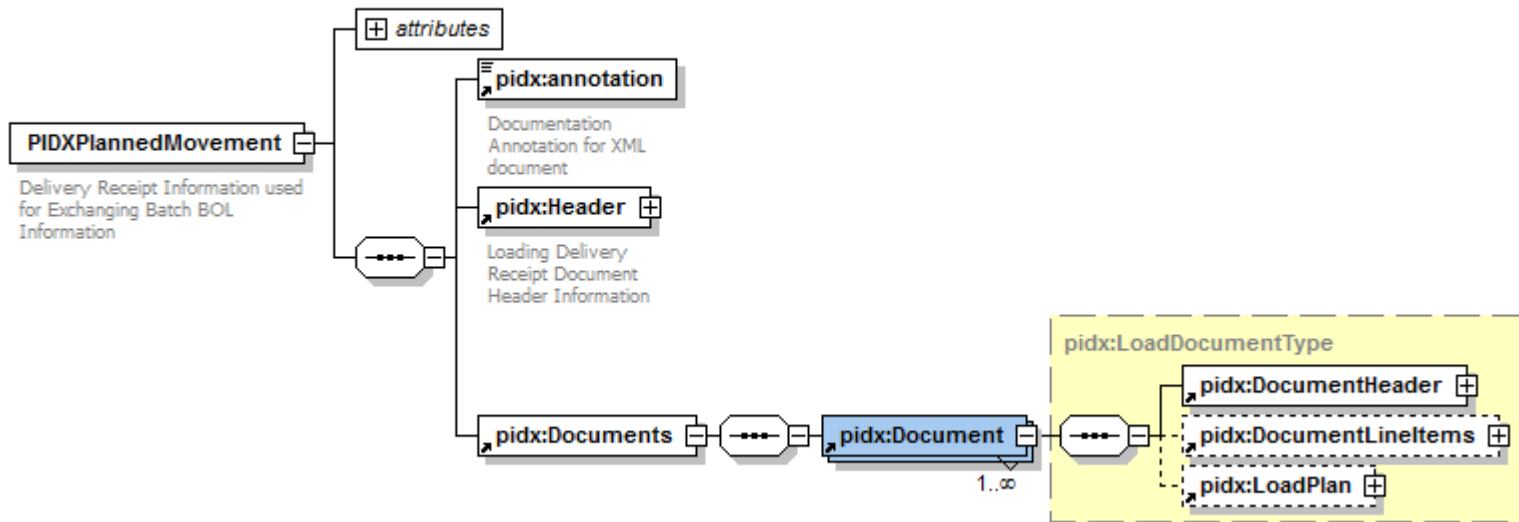 attributes
pidx:annotation
Documentation
Annotation for XML
document
PIDXPlannedMovement
Delivery Receipt Information used
for Exchanging Batch BOL
Information
pidx:Header
Loading Delivery
Receipt Document
Header Information
pidx:LoadDocumentType
pidx:DocumentHeader
pidx:Documents
pidx:Document
1..∞
pidx:DocumentLineItems
pidx:LoadPlan